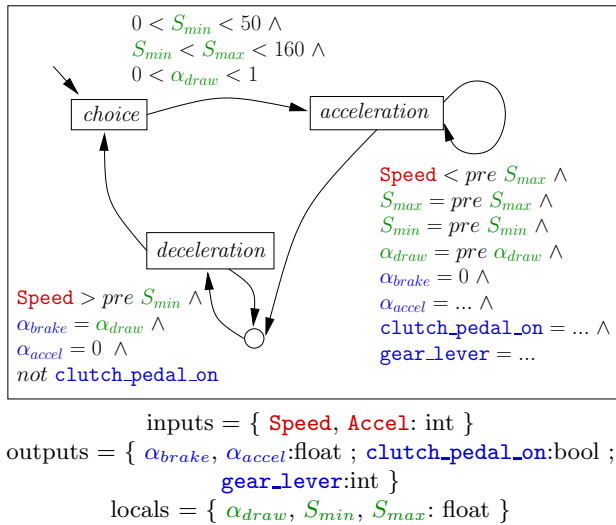 0 < S_min < 50 ∧
S_min < S_max < 160 ∧
0 < α_draw < 1
choice
acceleration
Speed < pre S_max ∧
S_max = pre S_max ∧
S_min = pre S_min ∧
α_draw = pre α_draw ∧
α_brake = 0 ∧
α_accel = ... ∧
clutch_pedal_on = ... ∧
gear_lever = ...
deceleration
Speed > pre S_min ∧
α_brake = α_draw ∧
α_accel = 0 ∧
not clutch_pedal_on
inputs = { Speed, Accel: int }
outputs = { α_brake, α_accel:float ; clutch_pedal_on:bool ;
gear_lever:int }
locals = { α_draw, S_min, S_max: float }